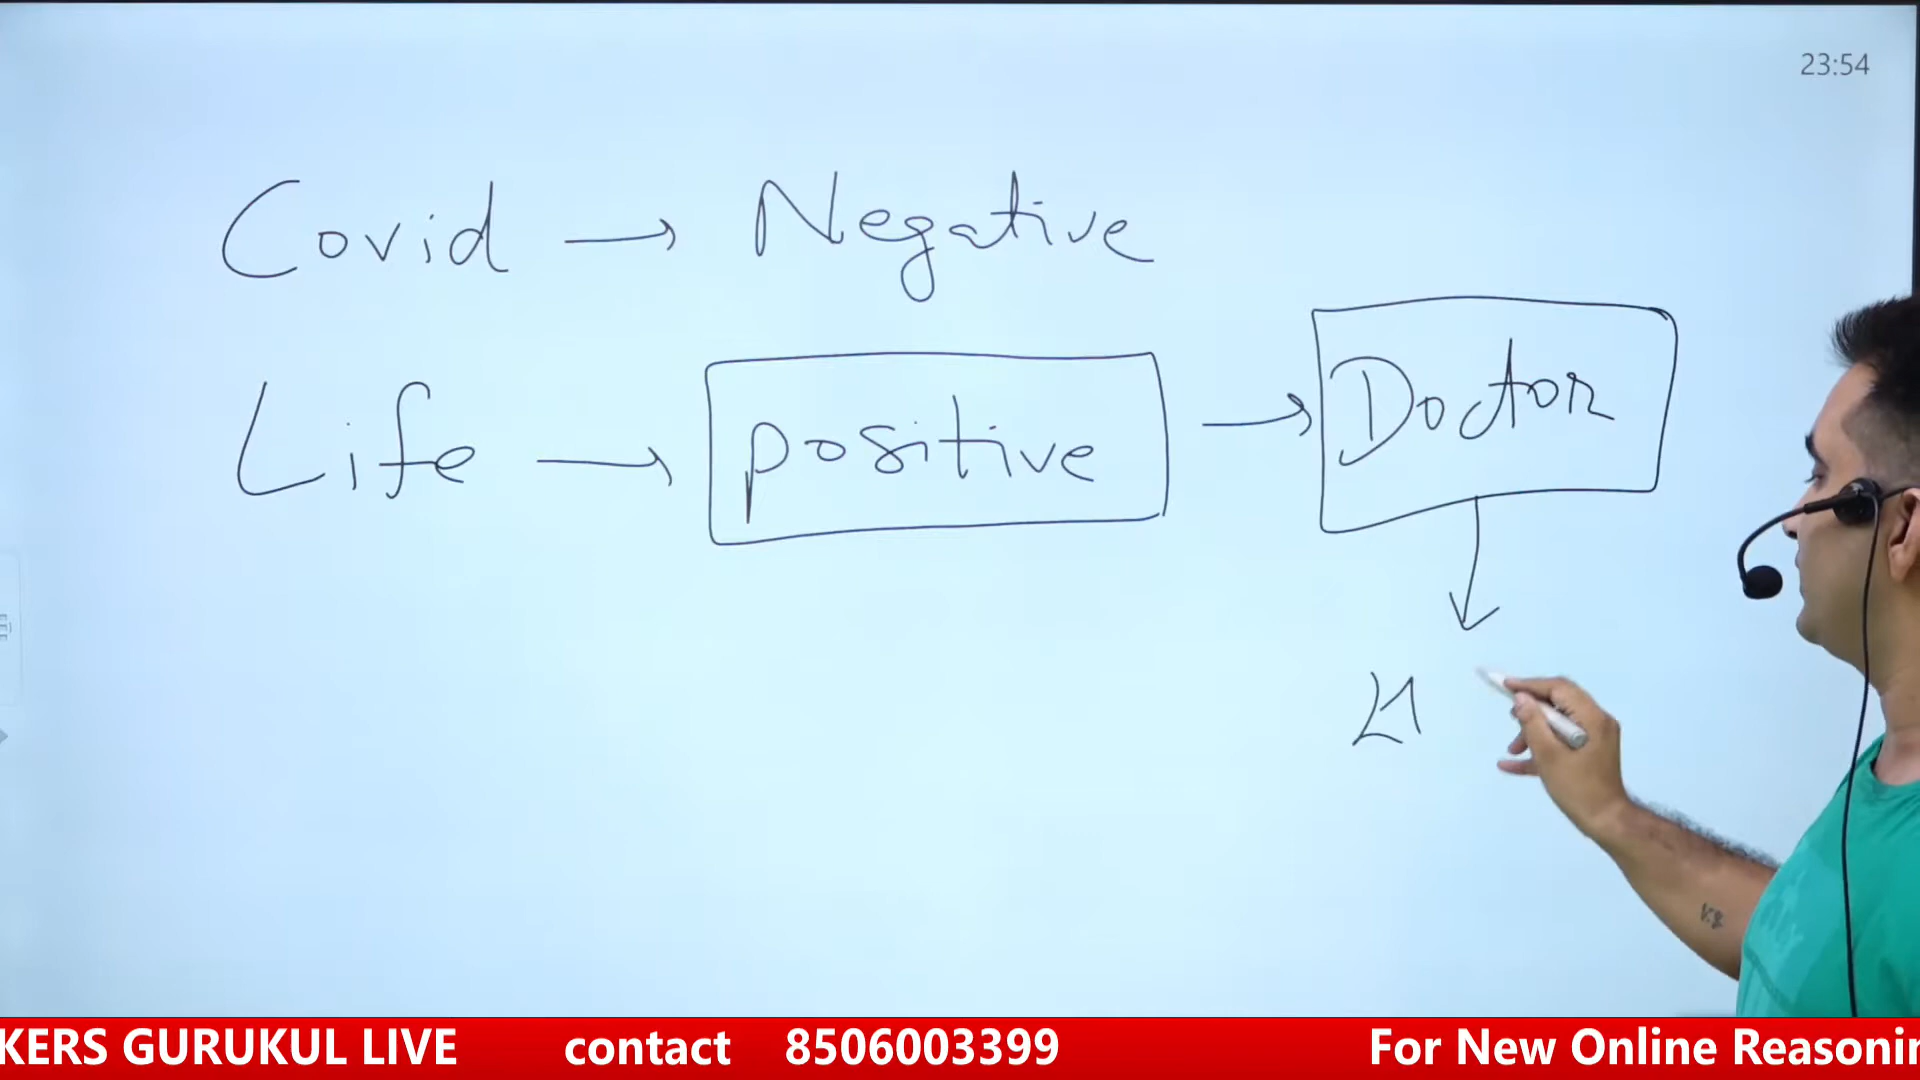 23:54
Covid → Negative
Life → positive → Doctor
KERS GURUKUL LIVE contact 8506003399 For New Online Reasonin